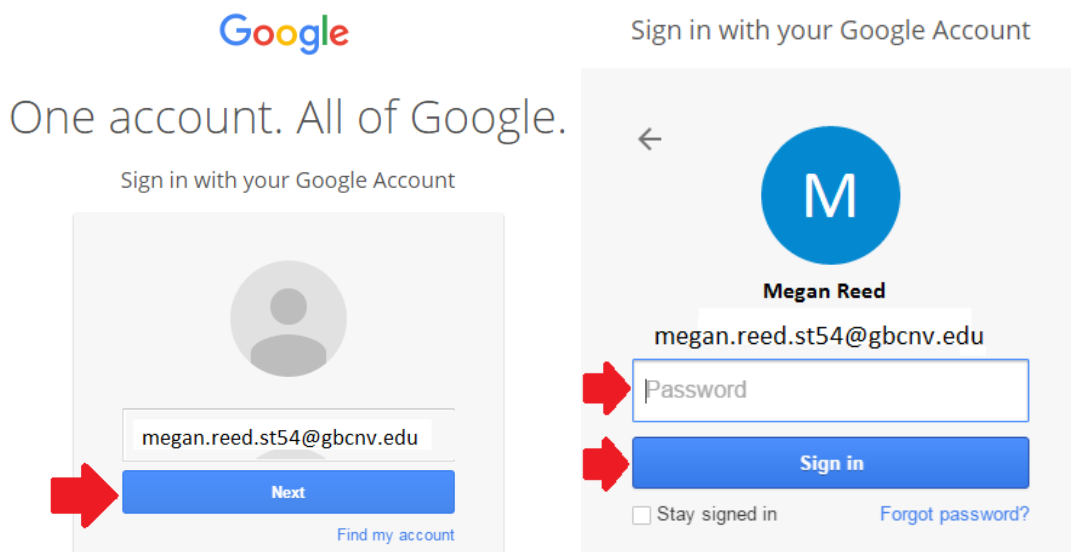 Google
One account. All of Google.
Sign in with your Google Account
megan.reed.st54@gbcnv.edu
Next
Find my account
Sign in with your Google Account
M
Megan Reed
megan.reed.st54@gbcnv.edu
Password
Sign in
Stay signed in
Forgot password?